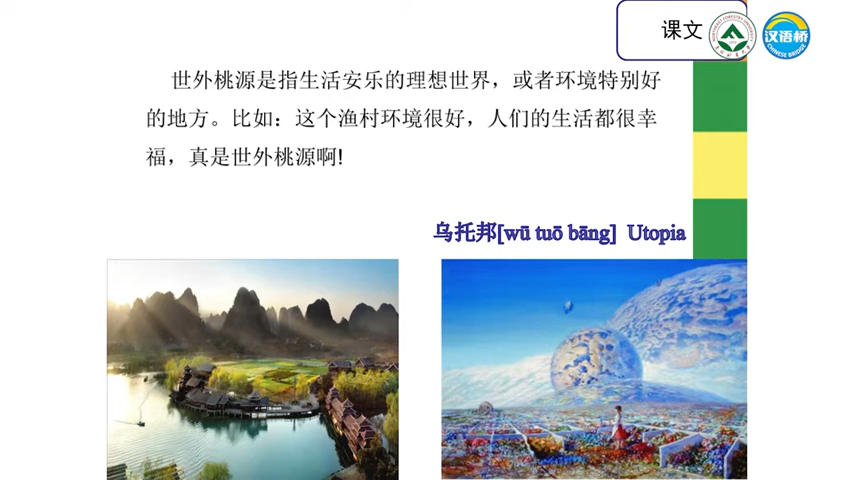 课文
汉语桥
CHINESE BRIDGE
世外桃源是指生活安乐的理想世界，或者环境特别好
的地方。比如：这个渔村环境很好，人们的生活都很幸
福，真是世外桃源啊!
乌托邦[wū tuō bāng] Utopia